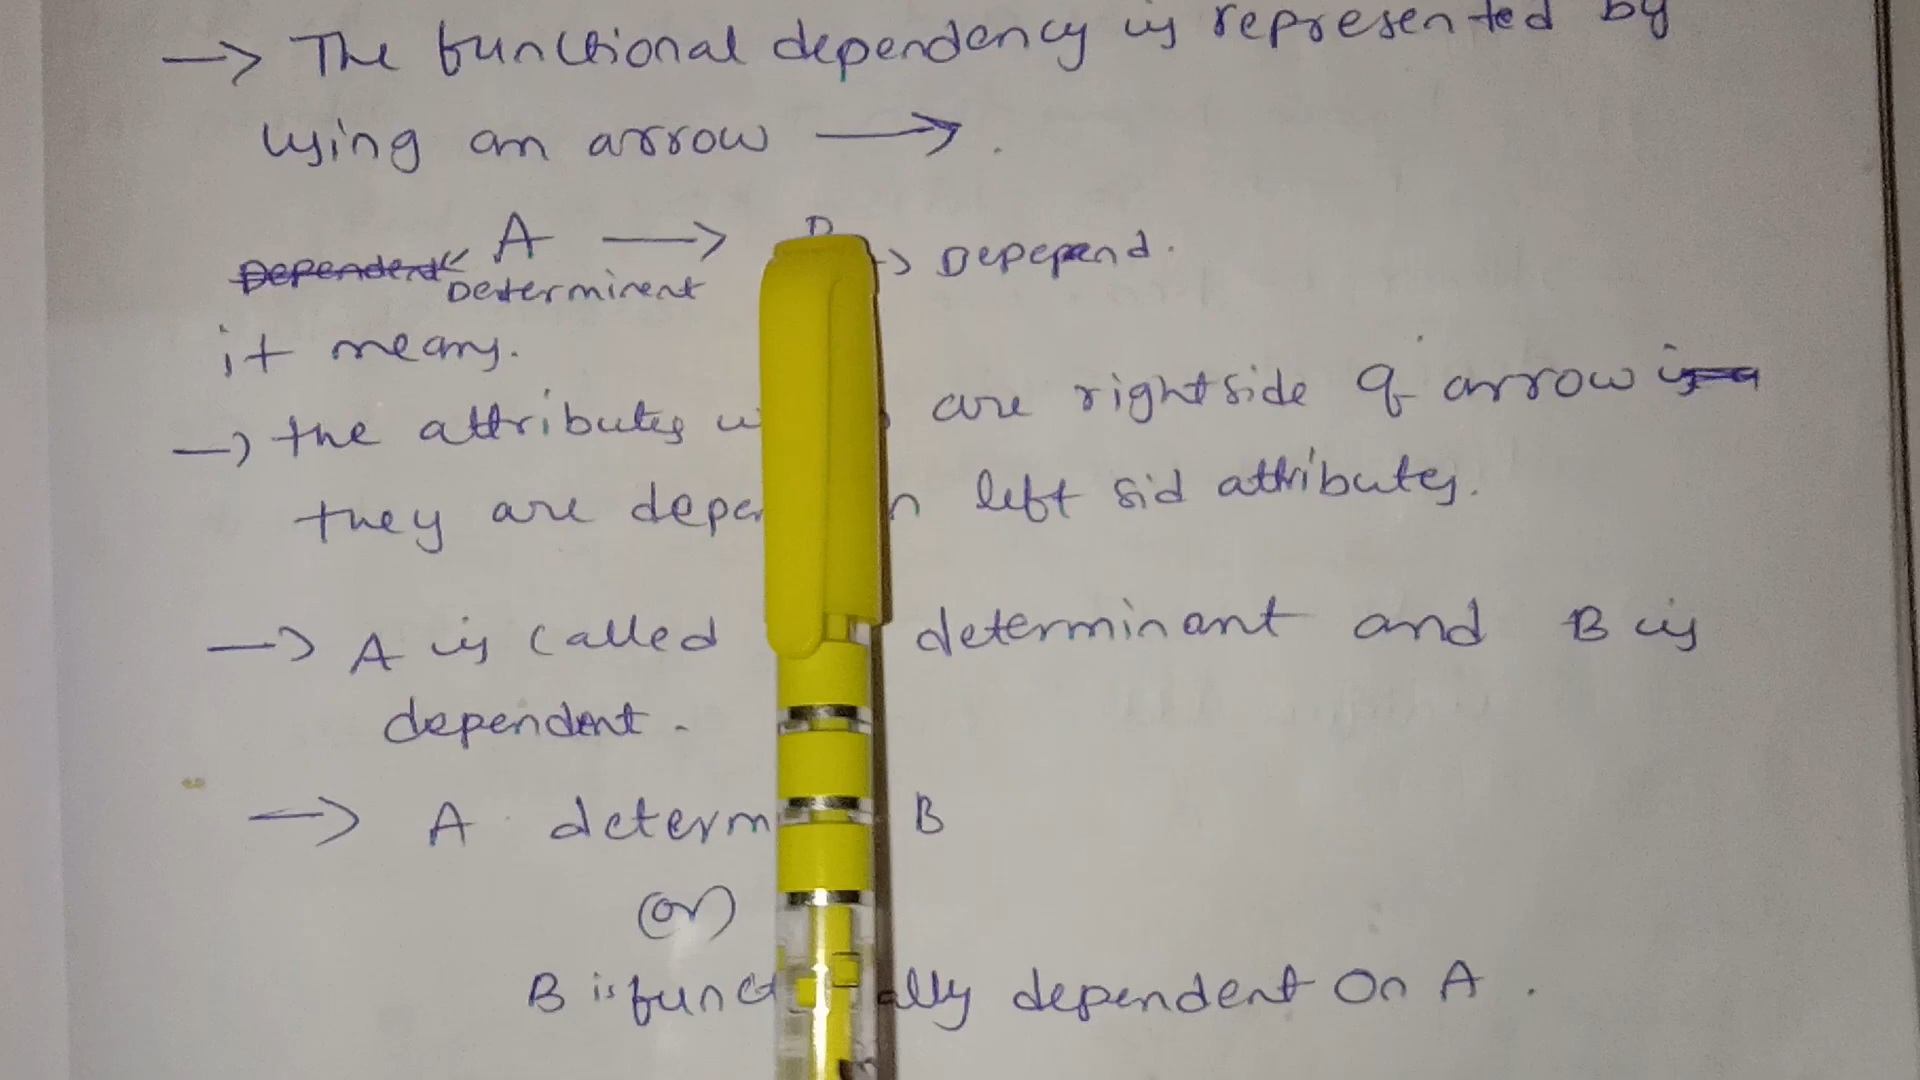 → The functional dependency is represented by
using an arrow → .
A → → Depepend.
Dependent Determinent
it means.
→ the attributes are rightside of arrow is a
they are left sid attributes.
→ A is called determinant and B is
dependent.
→ A B
(or)
B is dependent on A .